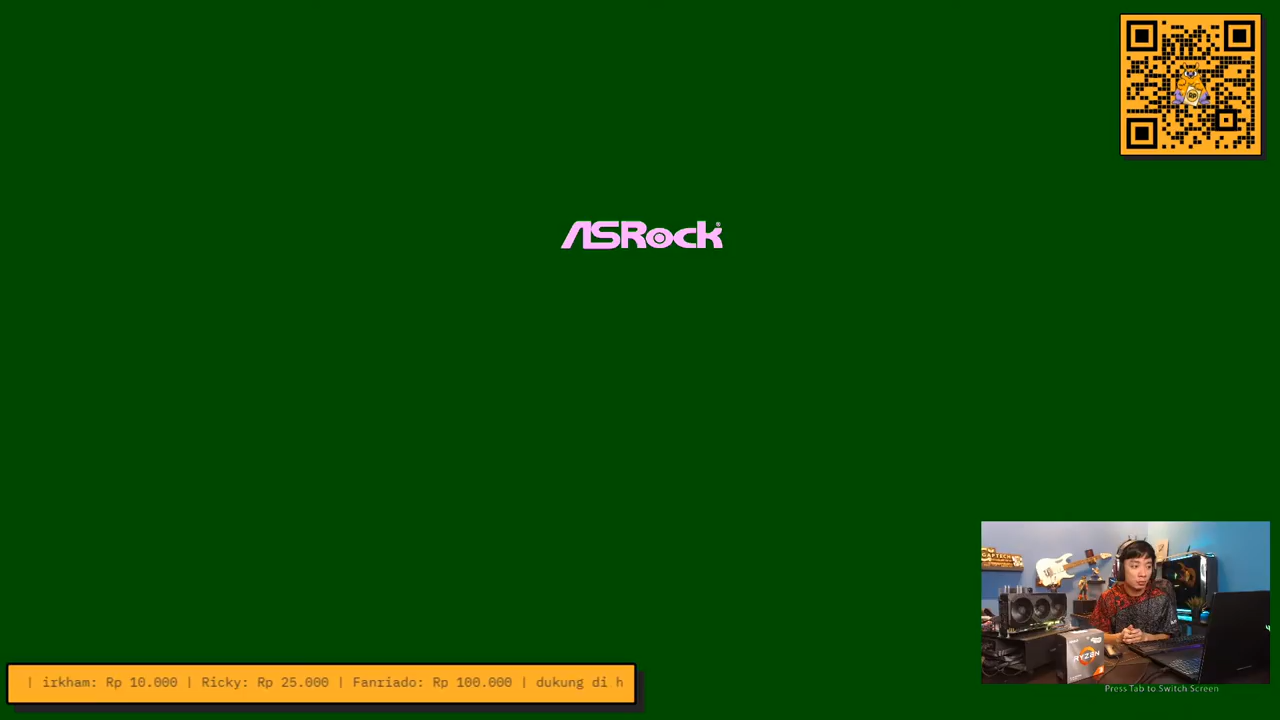 ASRock
RYZEN
Press Tab to Switch Screen
| irkham: Rp 10.000 | Ricky: Rp 25.000 | Fanriado: Rp 100.000 | dukung di h